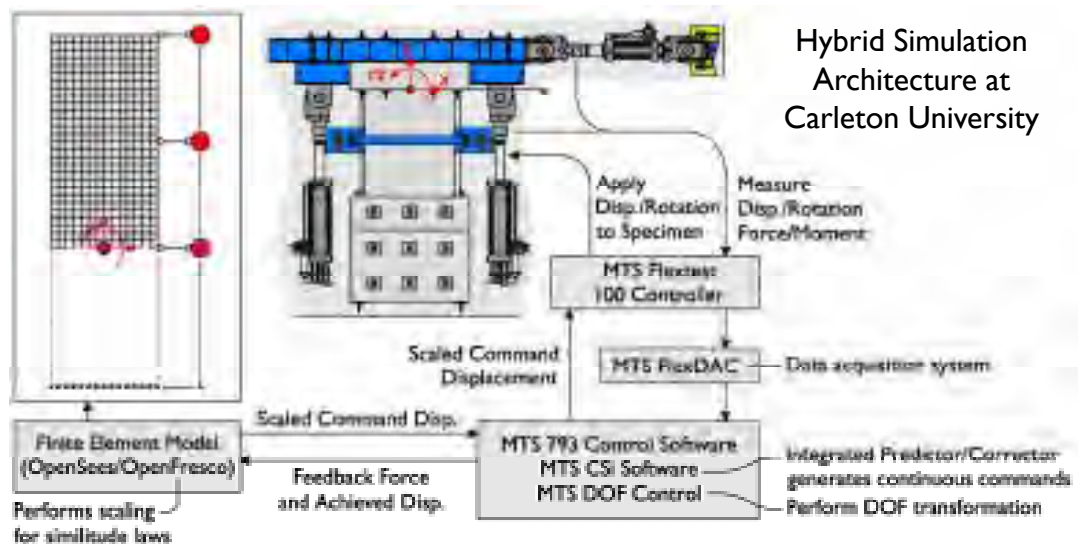 Hybrid Simulation
Architecture at
Carleton University
Apply
Disp./Rotation
to Specimen
Measure
Disp./Rotation
Force/Moment
MTS Flextest
100 Controller
Scaled Command
Displacement
MTS FlexDAC
Data acquisition system
Scaled Command Disp.
Finite Element Model
(OpenSees/OpenFresco)
Feedback Force
and Achieved Disp.
MTS 793 Control Software
MTS CSI Software
MTS DOF Control
Integrated Predictor/Corrector
generates continuous commands
Perform DOF transformation
Performs scaling
for similitude laws